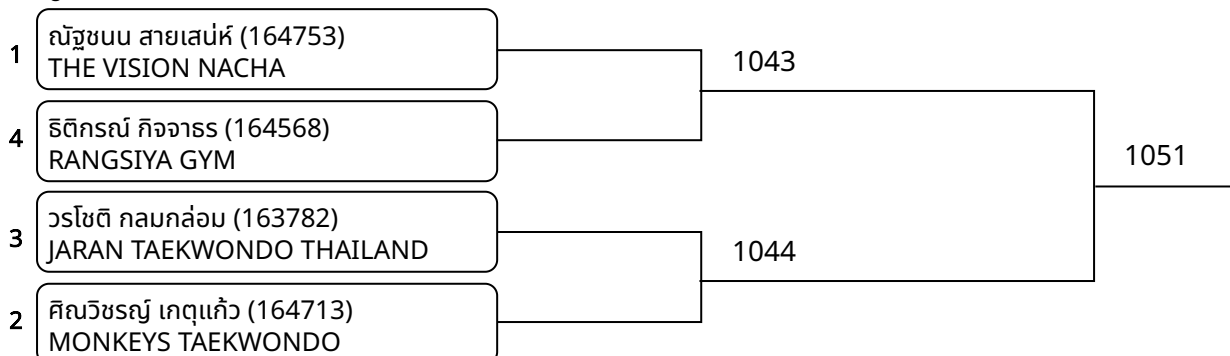 1
ณัฐชนน สายเสน่ห์ (164753)
THE VISION NACHA
1043
4
ธิติกรณ์ กิจจาธร (164568)
RANGSIYA GYM
1051
3
วรโชติ กลมกล่อม (163782)
JARAN TAEKWONDO THAILAND
1044
2
ศิณวิชรญ์ เกตุแก้ว (164713)
MONKEYS TAEKWONDO